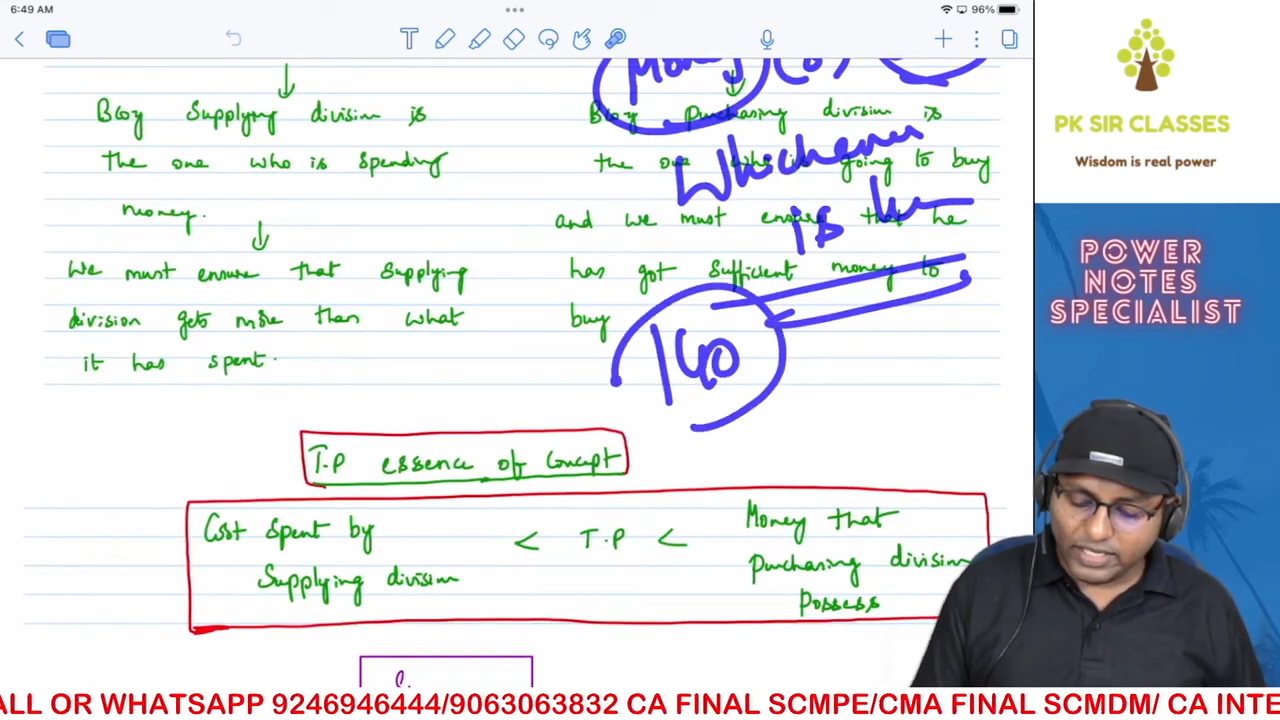 6:49 AM
96%
Bcoz Supplying division is
the one who is spending
money.
We must ensure that supplying
division gets more than what
it has spent.
Bcoz Purchasing division is
the one who is going to buy
and we must ensure that he
has got sufficient money to
buy
Money (or)
Whichever
is
140
T.P essence of concept
Cost spent by
Supplying division
< T.P <
Money that
purchasing division
Possess
PK SIR CLASSES
Wisdom is real power
POWER
NOTES
SPECIALIST
ALL OR WHATSAPP 9246946444/9063063832 CA FINAL SCMPE/CMA FINAL SCMDM/ CA INTE